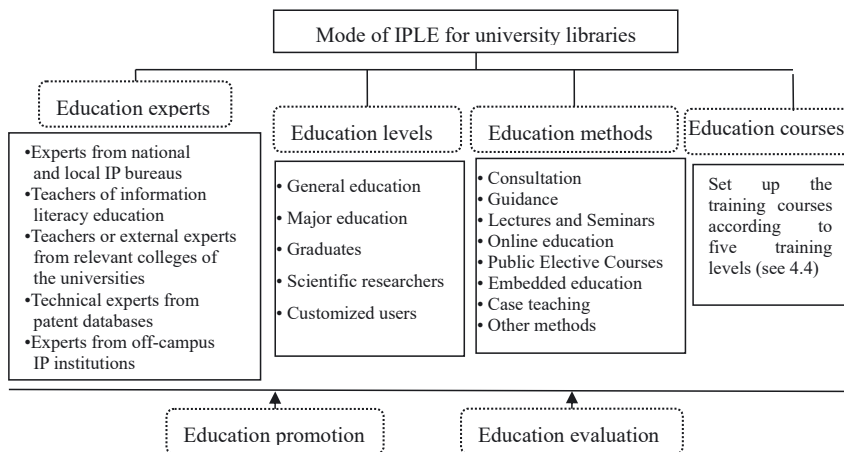 Mode of IPLE for university libraries
Education experts
•Experts from national
and local IP bureaus
•Teachers of information
literacy education
•Teachers or external experts
from relevant colleges of
the universities
•Technical experts from
patent databases
•Experts from off-campus
IP institutions
Education levels
• General education
• Major education
• Graduates
• Scientific researchers
• Customized users
Education methods
• Consultation
• Guidance
• Lectures and Seminars
• Online education
• Public Elective Courses
• Embedded education
• Case teaching
• Other methods
Education courses
Set up the
training courses
according to
five training
levels (see 4.4)
Education promotion
Education evaluation